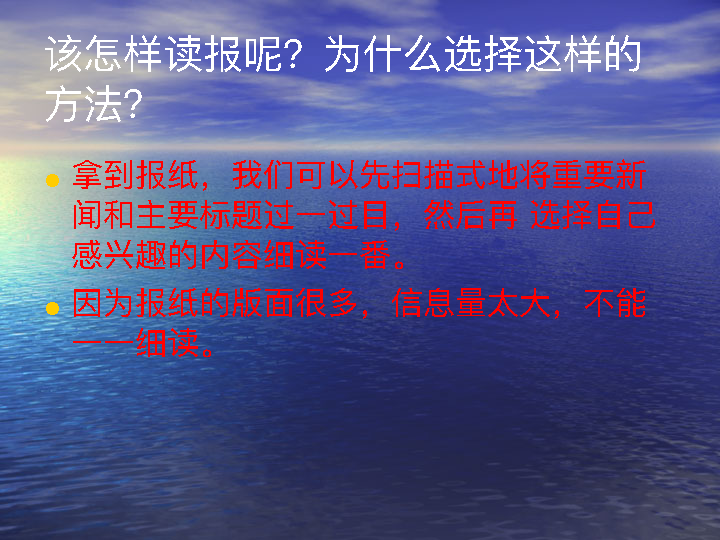 该怎样读报呢？为什么选择这样的
方法？
拿到报纸，我们可以先扫描式地将重要新
闻和主要标题过一过目，然后再 选择自己
感兴趣的内容细读一番。
因为报纸的版面很多，信息量太大，不能
一一细读。